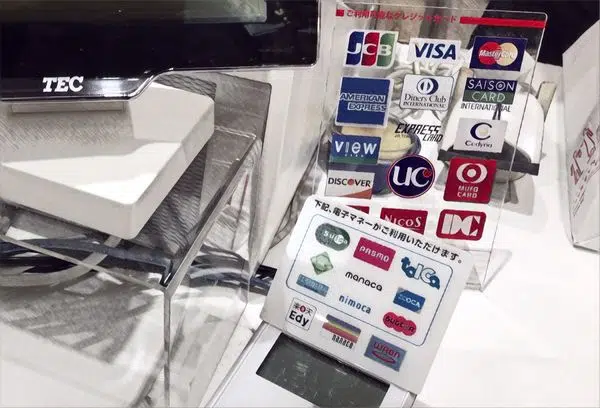 ご利用可能なクレジットカード
TEC
JCB
VISA
MasterCard
AMERICAN EXPRESS
Diners Club
INTERNATIONAL
SAISON
CARD
INTERNATIONAL
EXPRESS
CARD
Cedyna
VIEW
DISCOVER
UC
MUFG
CARD
NICOS
DC
下記、電子マネーがご利用いただけます。
Suica
PASMO
toica
manaca
nimoca
SUGOCA
楽天
Edy
nanaco
WAON